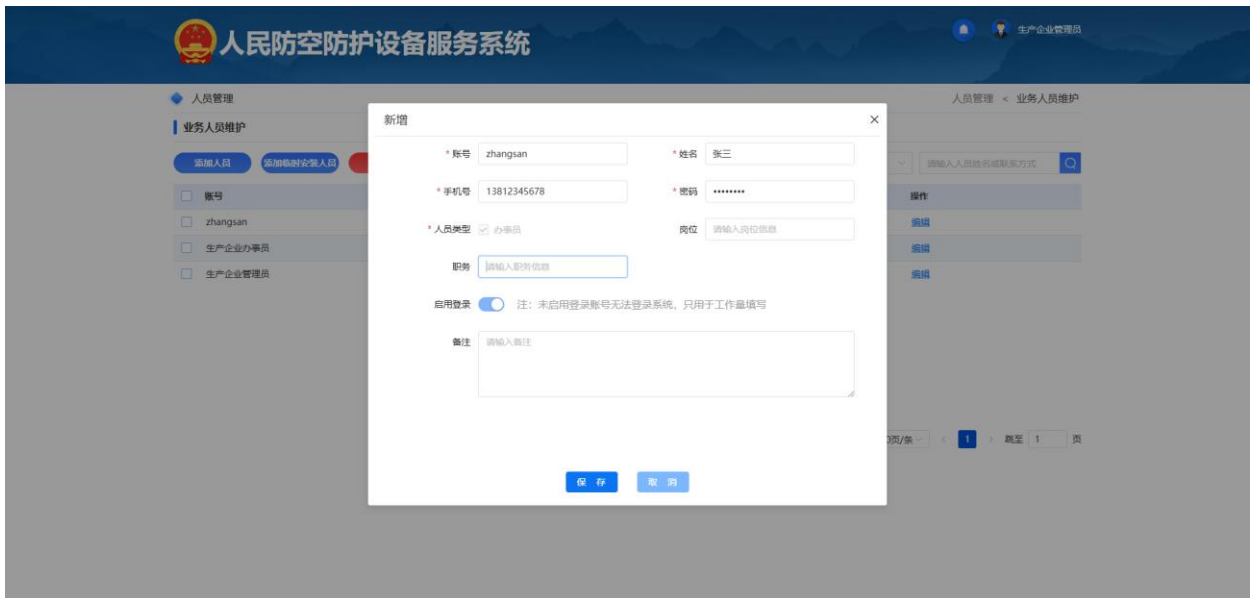 人民防空防护设备服务系统
生产企业管理员
人员管理
人员管理 < 业务人员维护
业务人员维护
添加人员 添加临时安装人员
请输入人员姓名或联系方式
账号 操作
zhangsan 编辑
生产企业办事员 编辑
生产企业管理员 编辑
新增
* 账号 zhangsan * 姓名 张三
* 手机号 13812345678 * 密码 ••••••••
* 人员类型 办事员 岗位 请输入岗位信息
职务 请输入职务信息
启用登录 注：未启用登录账号无法登录系统，只用于工作量填写
备注 请输入备注
0页/条 < 1 > 跳至 1 页
保 存 取 消